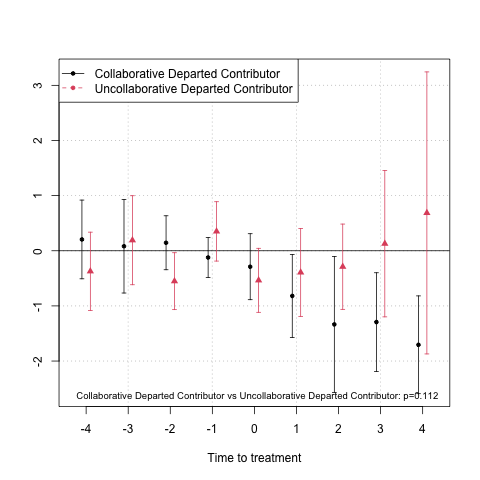 Collaborative Departed Contributor
Uncollaborative Departed Contributor
3
2
1
0
-1
-2
Collaborative Departed Contributor vs Uncollaborative Departed Contributor: p=0.112
-4 -3 -2 -1 0 1 2 3 4
Time to treatment